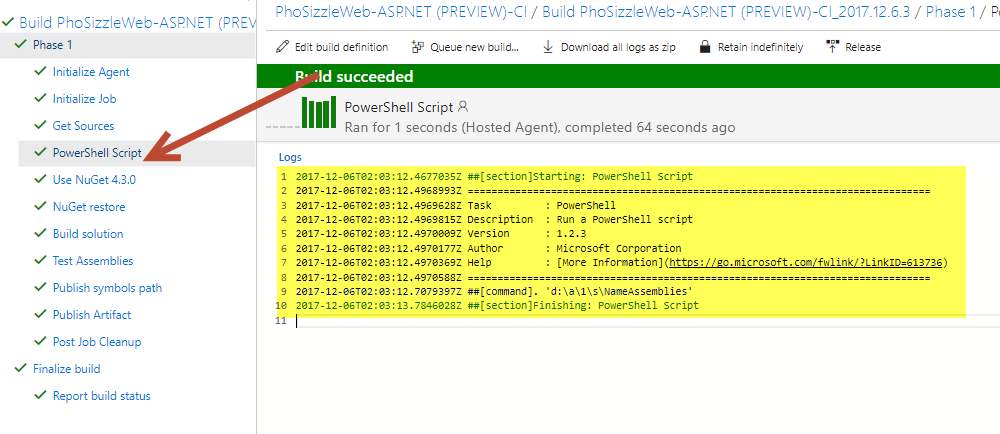 Build PhoSizzleWeb-ASP.NET (PREV
Phase 1
Initialize Agent
Initialize Job
Get Sources
PowerShell Script
Use NuGet 4.3.0
NuGet restore
Build solution
Test Assemblies
Publish symbols path
Publish Artifact
Post Job Cleanup
Finalize build
Report build status
PhoSizzleWeb-ASP.NET (PREVIEW)-CI / Build PhoSizzleWeb-ASP.NET (PREVIEW)-CI_2017.12.6.3 / Phase 1 / Po
Edit build definition Queue new build... Download all logs as zip Retain indefinitely Release
Build succeeded
PowerShell Script
Ran for 1 seconds (Hosted Agent), completed 64 seconds ago
Logs
1 2017-12-06T02:03:12.4677035Z ##[section]Starting: PowerShell Script
2 2017-12-06T02:03:12.4968993Z ==============================================================================
3 2017-12-06T02:03:12.4969628Z Task : PowerShell
4 2017-12-06T02:03:12.4969815Z Description : Run a PowerShell script
5 2017-12-06T02:03:12.4970009Z Version : 1.2.3
6 2017-12-06T02:03:12.4970177Z Author : Microsoft Corporation
7 2017-12-06T02:03:12.4970369Z Help : [More Information](https://go.microsoft.com/fwlink/?LinkID=613736)
8 2017-12-06T02:03:12.4970588Z ==============================================================================
9 2017-12-06T02:03:12.7079397Z ##[command]. 'd:\a\1\s\NameAssemblies'
10 2017-12-06T02:03:13.7846028Z ##[section]Finishing: PowerShell Script
11